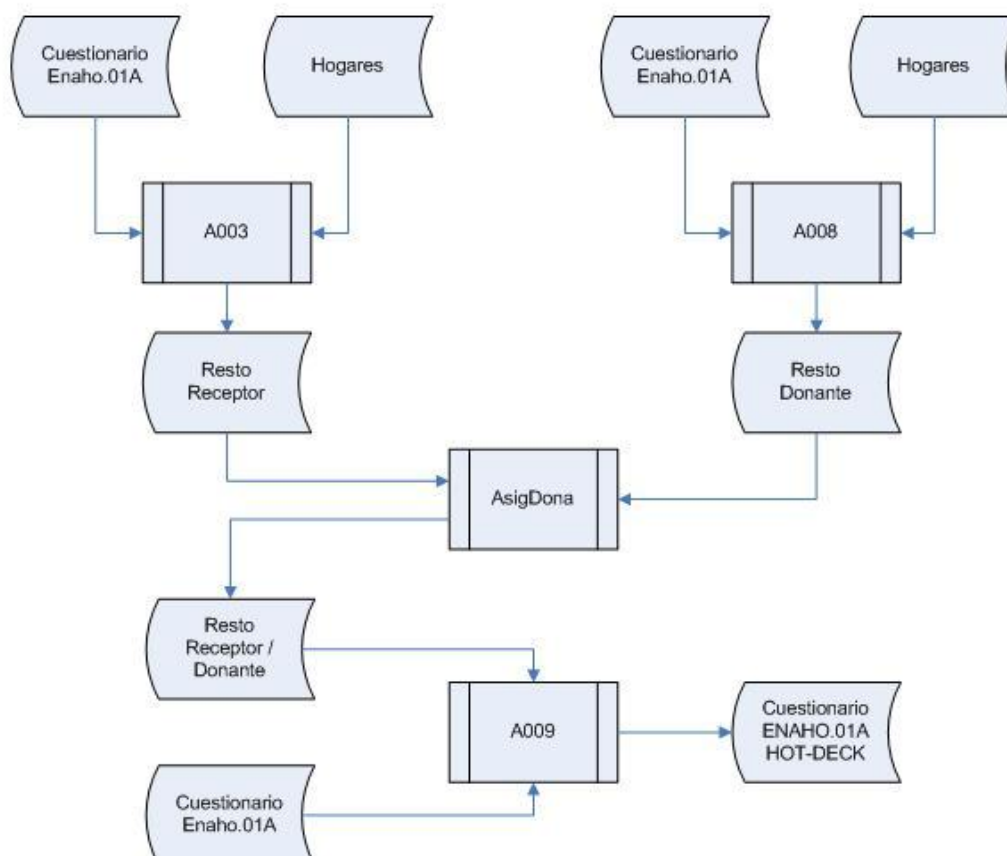 Cuestionario
Enaho.01A
Hogares
Cuestionario
Enaho.01A
Hogares
A003
A008
Resto
Receptor
Resto
Donante
AsigDona
Resto
Receptor /
Donante
A009
Cuestionario
ENAHO.01A
HOT-DECK
Cuestionario
Enaho.01A